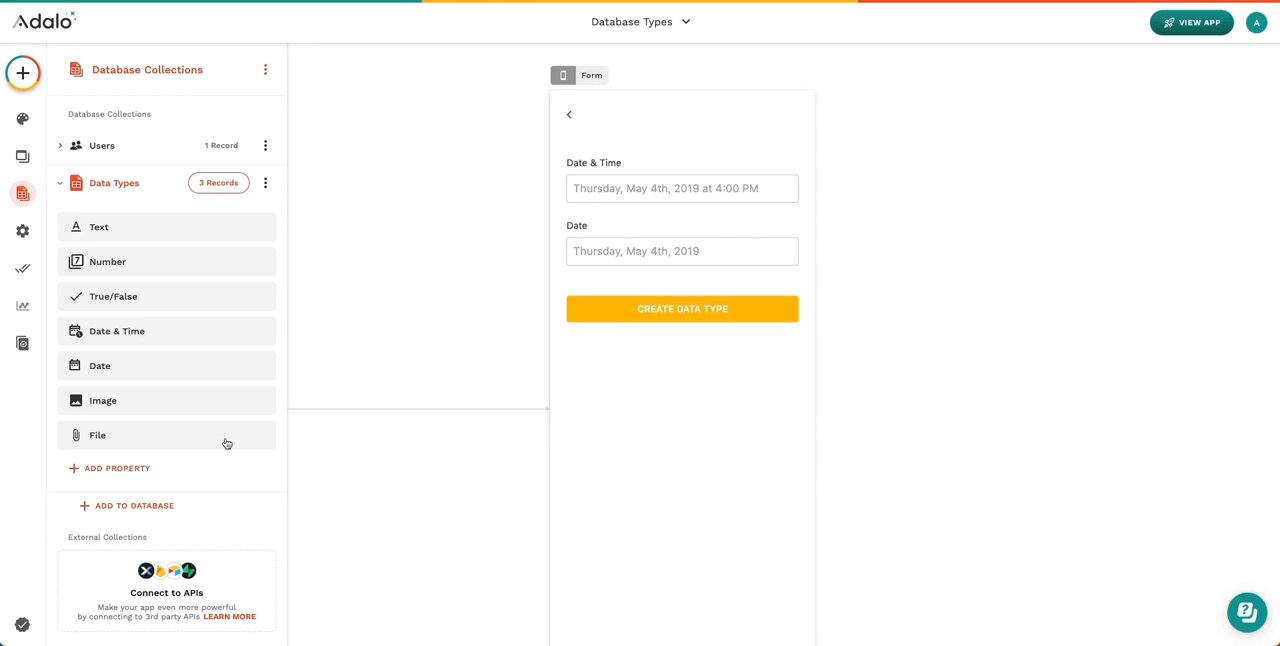 Adalo
Database Types
VIEW APP
A
Database Collections
Database Collections
Users
1 Record
Data Types
3 Records
Text
7
Number
True/False
Date & Time
Date
Image
File
ADD PROPERTY
ADD TO DATABASE
External Collections
Connect to APIs
Make your app even more powerful
by connecting to 3rd party APIs LEARN MORE
Form
Date & Time
Thursday, May 4th, 2019 at 4:00 PM
Date
Thursday, May 4th, 2019
CREATE DATA TYPE
?